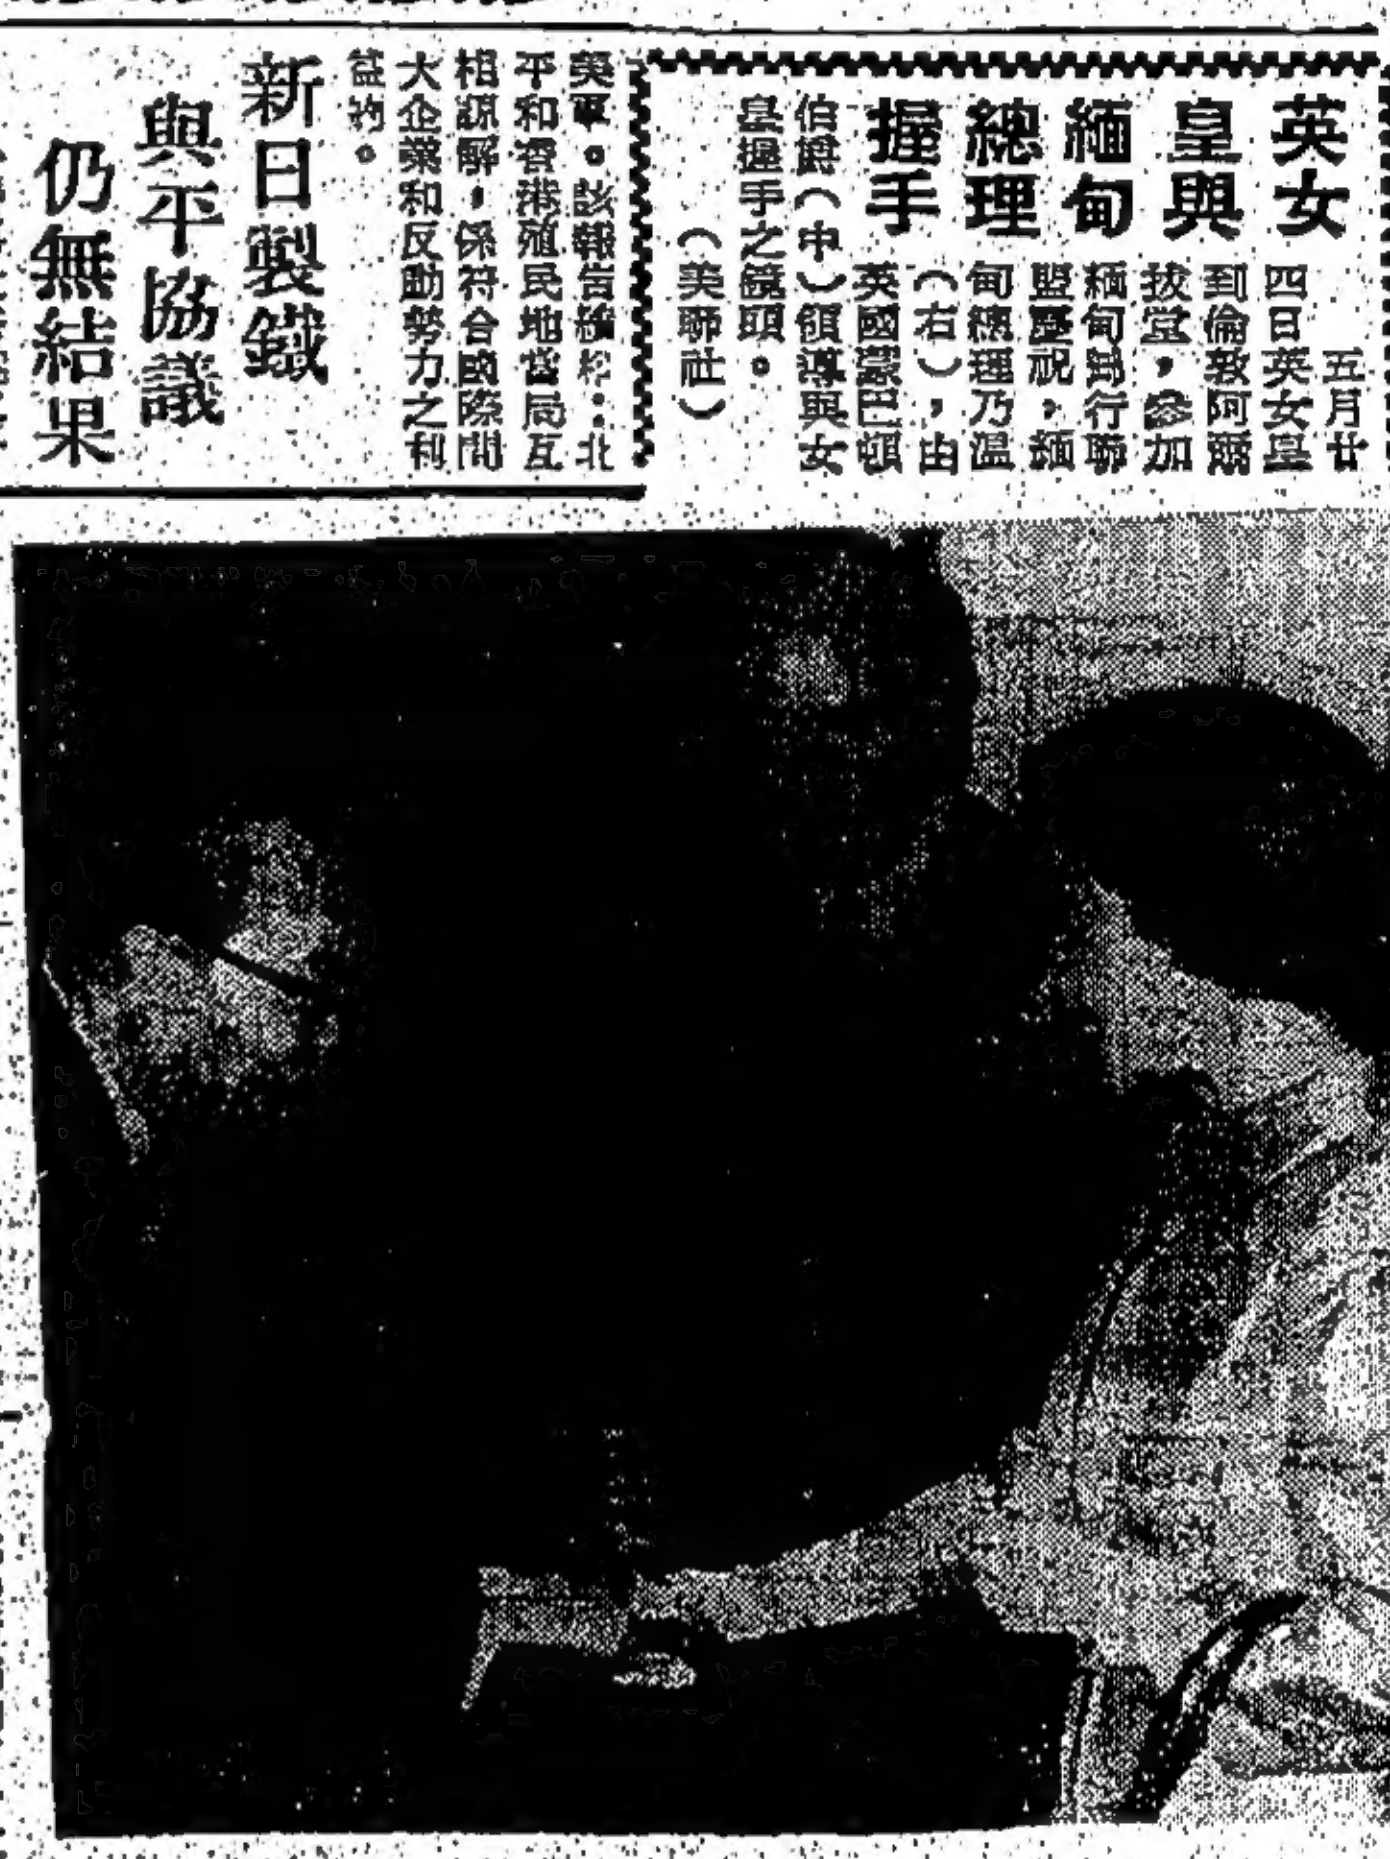 英女
皇與
緬甸
總理
握手
五月廿
四日英女皇
到倫敦阿爾
拔堂，參加
緬甸舉行聯
盟慶祝，緬
甸總理乃溫
（右），由
英國蒙巴頓
伯爵（中）領導與女
皇握手之鏡頭。
（美聯社）
美軍。該報告續稱：北
平和香港殖民地當局互
相諒解，係符合國際間
大企業和反動勢力之利
益的。
新日製鐵
與平協議
仍無結果